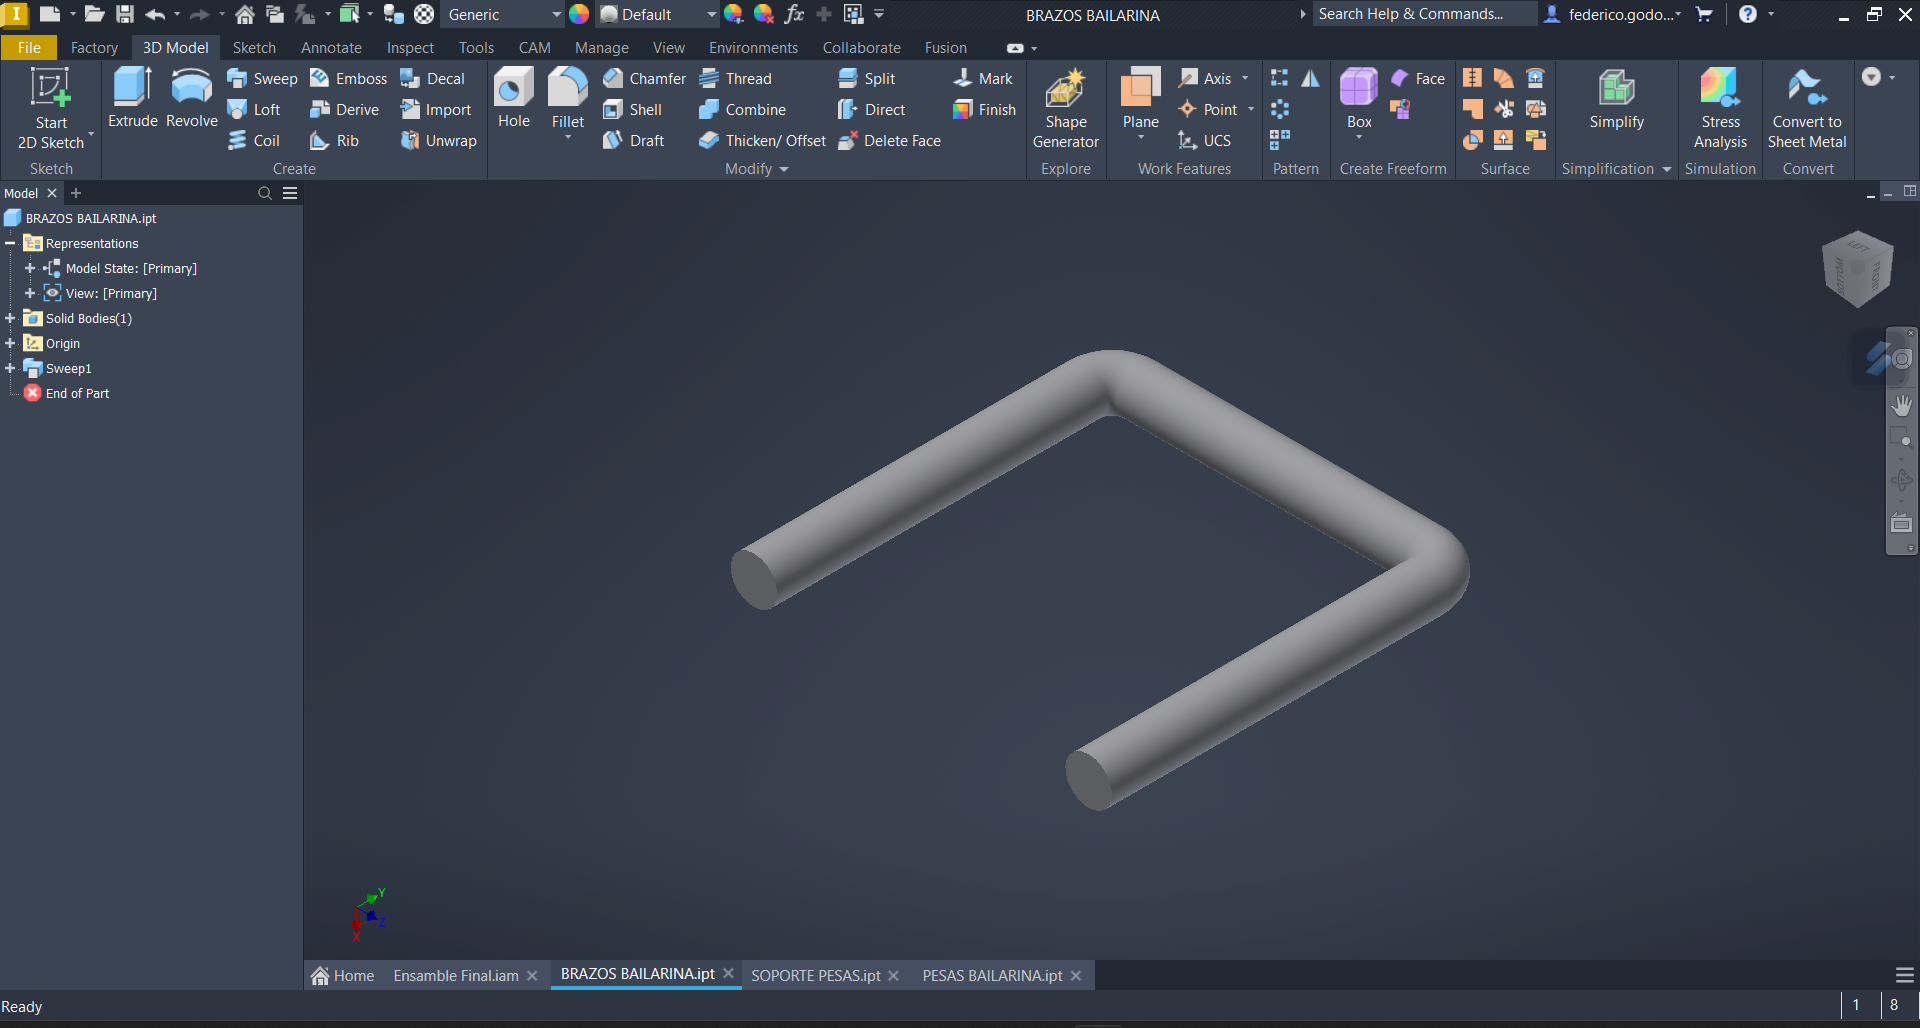 I Generic Default fx BRAZOS BAILARINA Search Help & Commands... federico.godo... ?
File Factory 3D Model Sketch Annotate Inspect Tools CAM Manage View Environments Collaborate Fusion
Start
2D Sketch
Extrude Revolve
Sweep Emboss Decal
Loft Derive Import
Coil Rib Unwrap
Hole Fillet
Chamfer Thread Split Mark
Shell Combine Direct Finish
Draft Thicken/ Offset Delete Face
Shape
Generator
Plane
Axis
Point
UCS
Box
Face
Simplify
Stress
Analysis
Convert to
Sheet Metal
Sketch Create Modify Explore Work Features Pattern Create Freeform Surface Simplification Simulation Convert
Model
BRAZOS BAILARINA.ipt
Representations
Model State: [Primary]
View: [Primary]
Solid Bodies(1)
Origin
Sweep1
End of Part
LEFT
BOTTOM
FRONT
Y
Z
X
Home Ensamble Final.iam BRAZOS BAILARINA.ipt SOPORTE PESAS.ipt PESAS BAILARINA.ipt
Ready 1 8